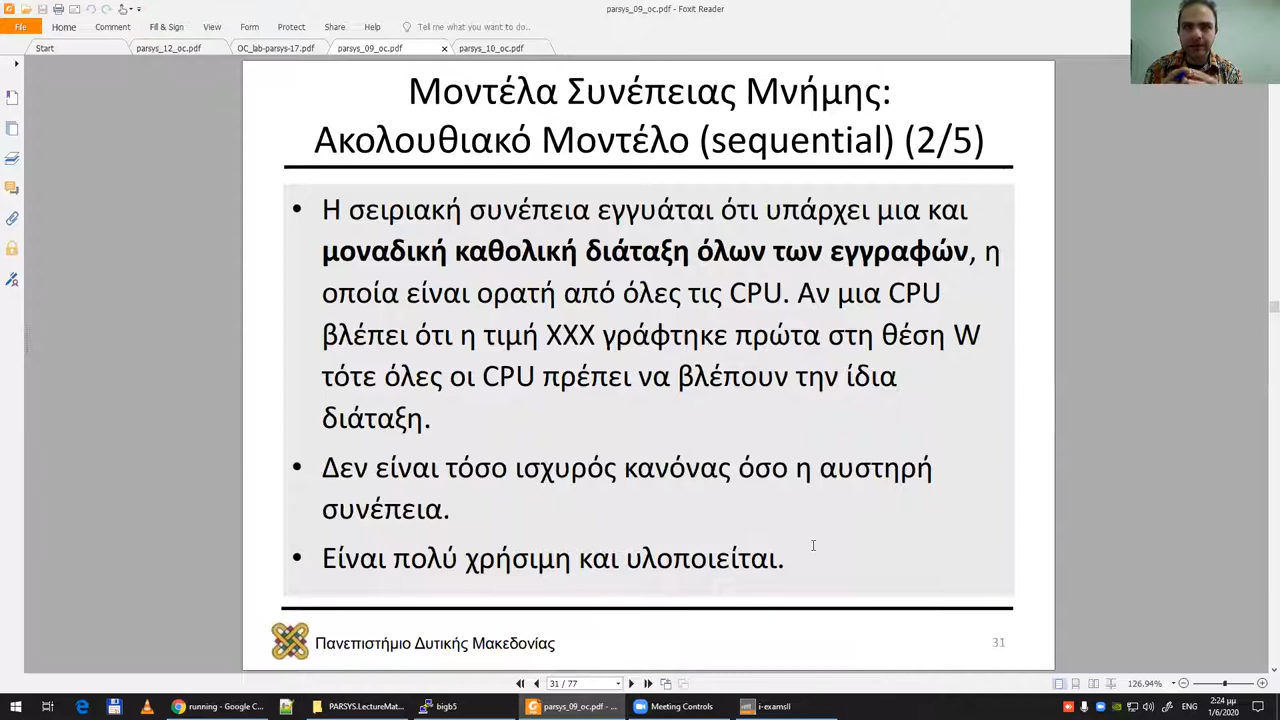 parsys_09_oc.pdf - Foxit Reader
File Home Comment Fill & Sign View Form Protect Share Help Tell me what you want to do...
Start parsys_12_oc.pdf OC_lab-parsys-17.pdf parsys_09_oc.pdf parsys_10_oc.pdf
Μοντέλα Συνέπειας Μνήμης:
Ακολουθιακό Μοντέλο (sequential) (2/5)
• Η σειριακή συνέπεια εγγυάται ότι υπάρχει μια και
μοναδική καθολική διάταξη όλων των εγγραφών, η
οποία είναι ορατή από όλες τις CPU. Αν μια CPU
βλέπει ότι η τιμή XXX γράφτηκε πρώτα στη θέση W
τότε όλες οι CPU πρέπει να βλέπουν την ίδια
διάταξη.
• Δεν είναι τόσο ισχυρός κανόνας όσο η αυστηρή
συνέπεια.
• Είναι πολύ χρήσιμη και υλοποιείται.
Πανεπιστήμιο Δυτικής Μακεδονίας 31
31 / 77 126.94%
running - Google C... PARSYS.LectureMat... bigb5 parsys_09_oc.pdf - ... Meeting Controls i-examsII ENG 2:24 μμ
1/6/2020